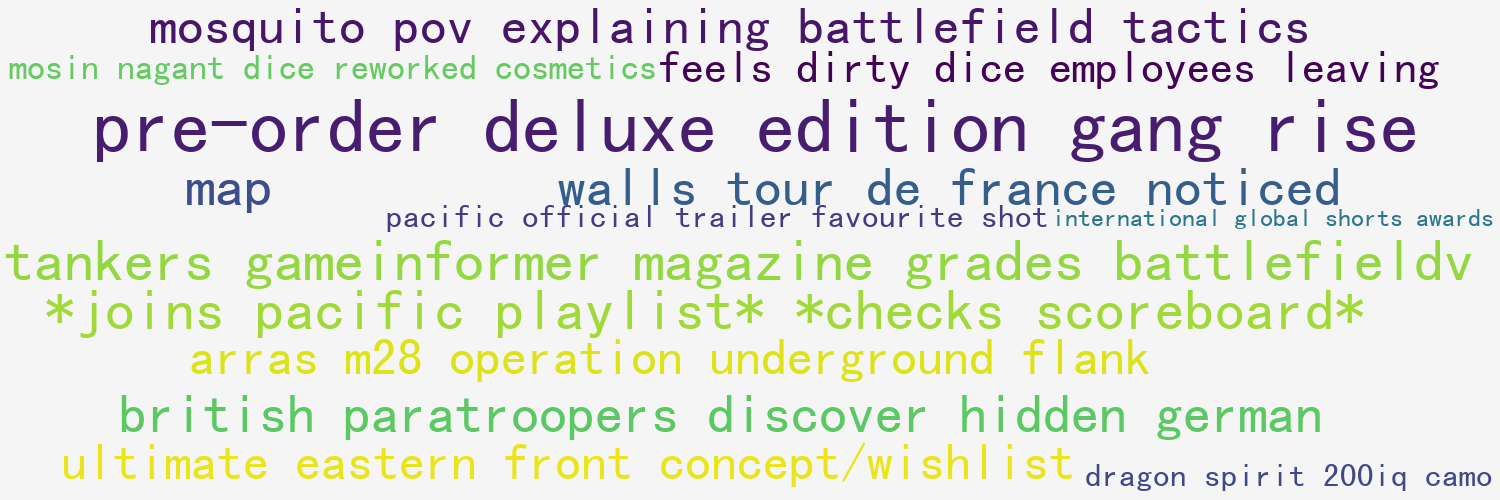 mosquito pov explaining battlefield tactics
mosin nagant dice reworked cosmetics feels dirty dice employees leaving
pre-order deluxe edition gang rise
map walls tour de france noticed
pacific official trailer favourite shot international global shorts awards
tankers gameinformer magazine grades battlefieldv
*joins pacific playlist* *checks scoreboard*
arras m28 operation underground flank
british paratroopers discover hidden german
ultimate eastern front concept/wishlist
dragon spirit 200iq camo